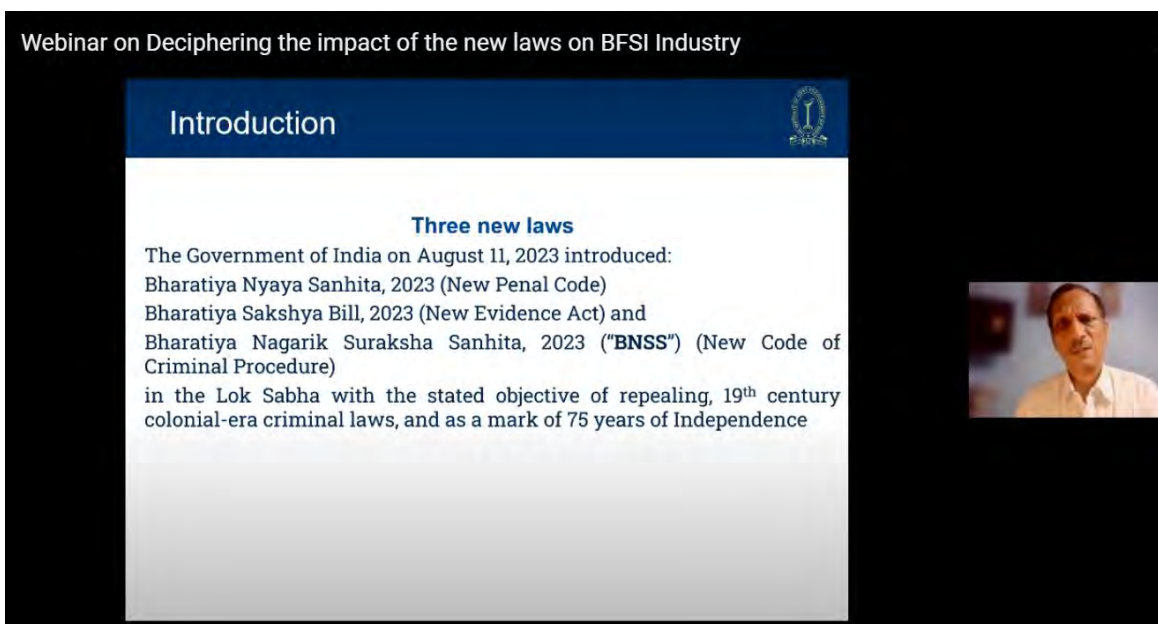 Webinar on Deciphering the impact of the new laws on BFSI Industry
Introduction
Three new laws
The Government of India on August 11, 2023 introduced:
Bharatiya Nyaya Sanhita, 2023 (New Penal Code)
Bharatiya Sakshya Bill, 2023 (New Evidence Act) and
Bharatiya Nagarik Suraksha Sanhita, 2023 (“BNSS”) (New Code of
Criminal Procedure)
in the Lok Sabha with the stated objective of repealing, 19th century
colonial-era criminal laws, and as a mark of 75 years of Independence